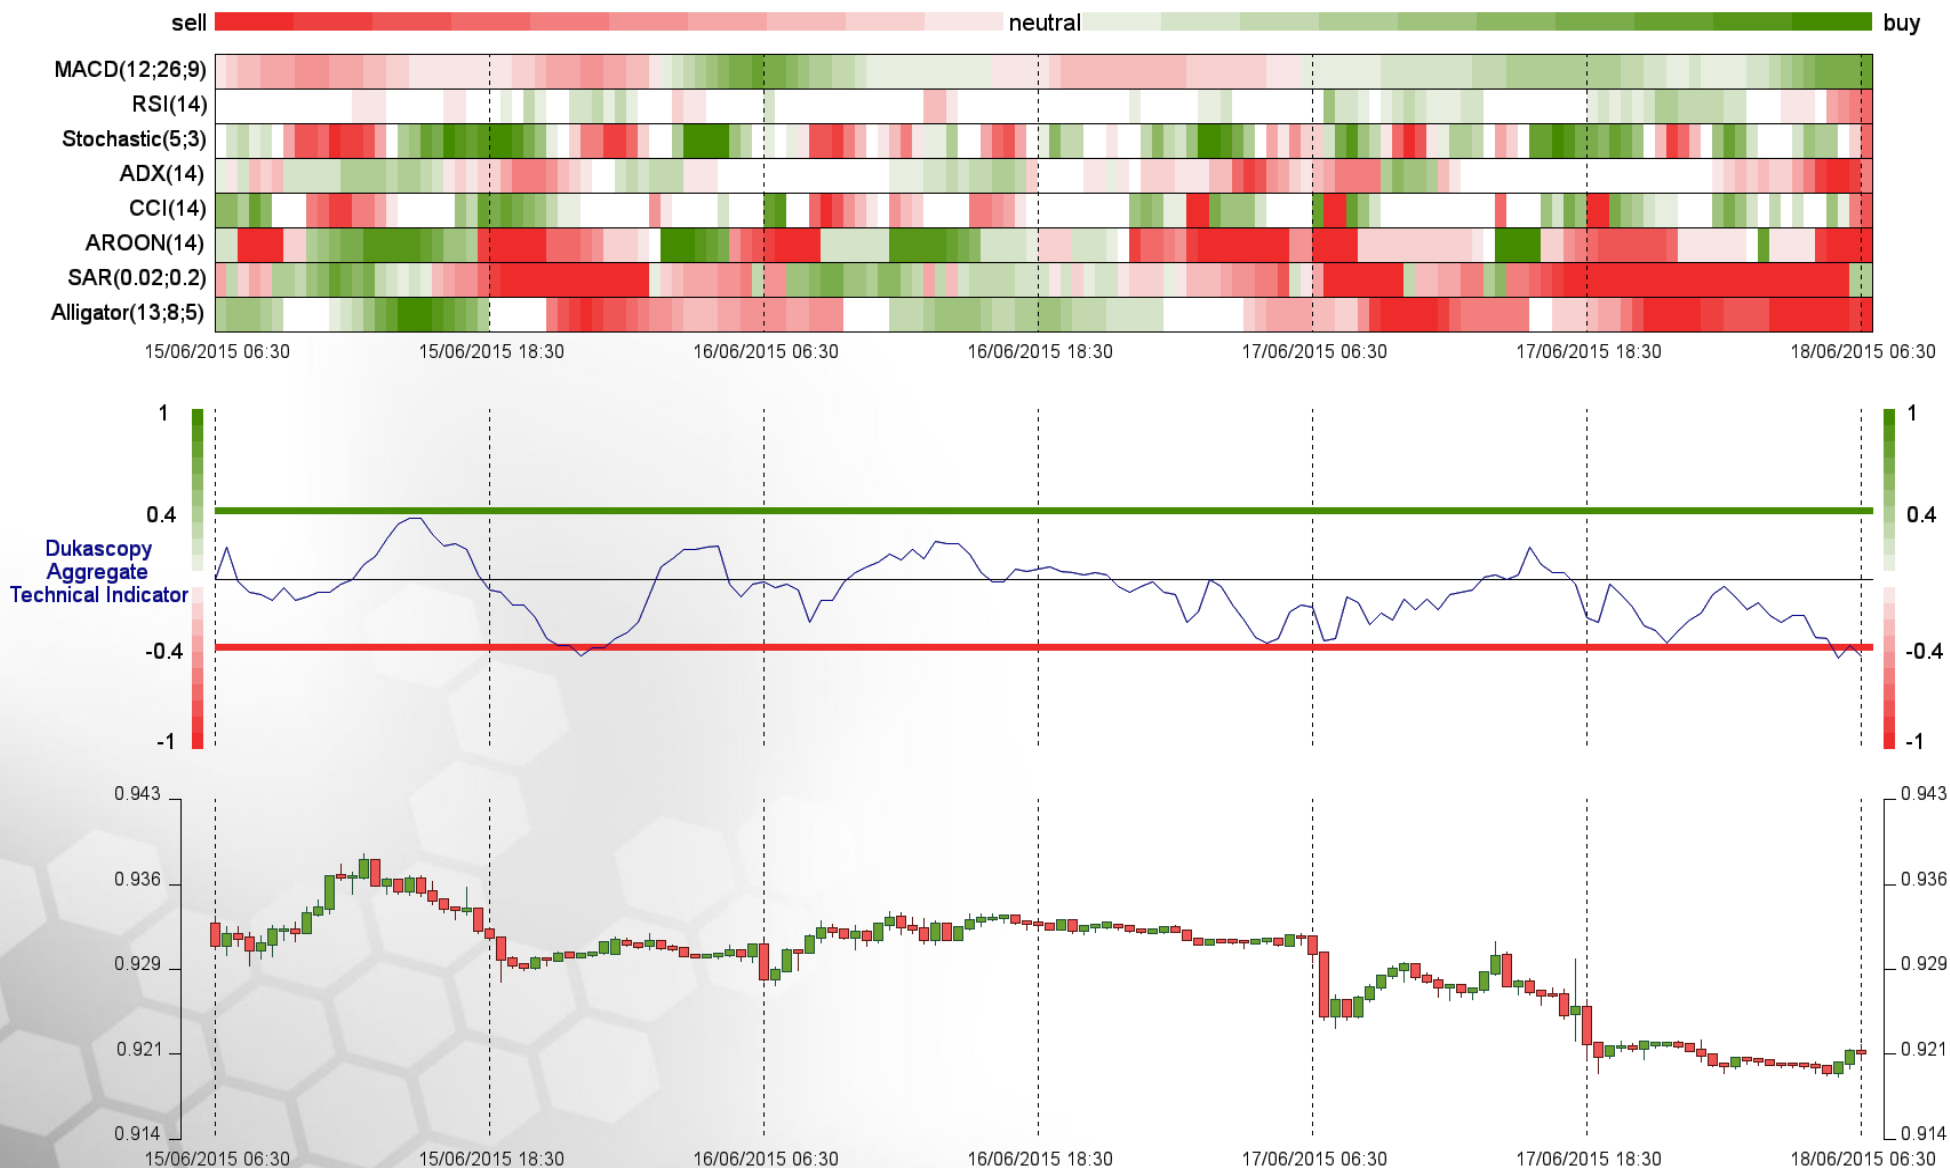 sell neutral buy
MACD(12;26;9)
RSI(14)
Stochastic(5;3)
ADX(14)
CCI(14)
AROON(14)
SAR(0.02;0.2)
Alligator(13;8;5)
15/06/2015 06:30 15/06/2015 18:30 16/06/2015 06:30 16/06/2015 18:30 17/06/2015 06:30 17/06/2015 18:30 18/06/2015 06:30
1 1
0.4 0.4
Dukascopy
Aggregate
Technical Indicator
-0.4 -0.4
-1 -1
0.943 0.943
0.936 0.936
0.929 0.929
0.921 0.921
0.914 0.914
15/06/2015 06:30 15/06/2015 18:30 16/06/2015 06:30 16/06/2015 18:30 17/06/2015 06:30 17/06/2015 18:30 18/06/2015 06:30